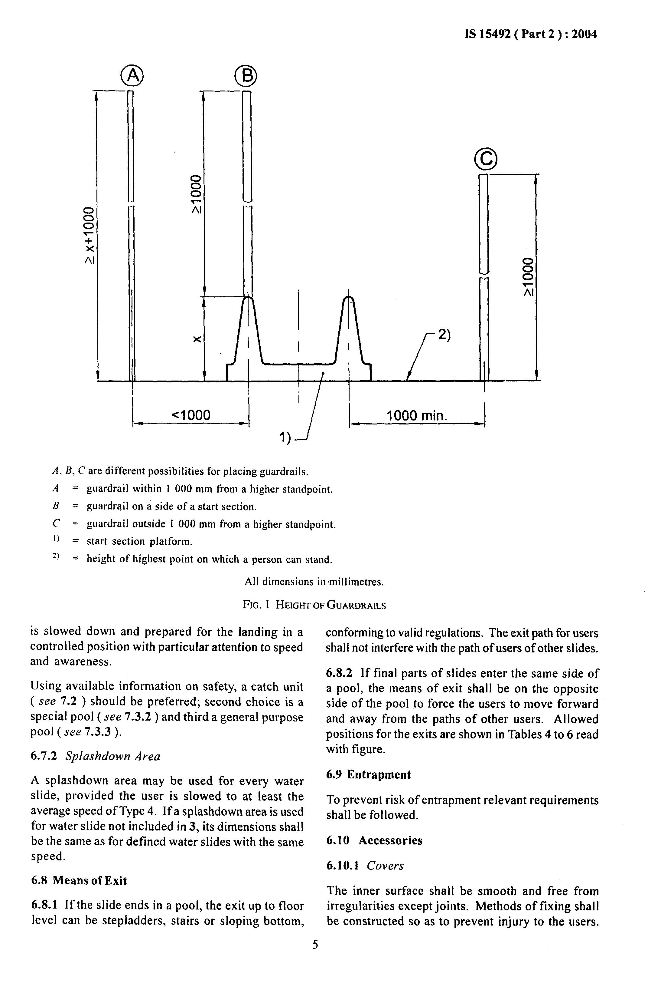 IS 15492 ( Part 2 ) : 2004
A
B
C
≥ x+1000
≥1000
≥1000
x
2)
<1000
1000 min.
1)
A, B, C are different possibilities for placing guardrails.
A = guardrail within 1 000 mm from a higher standpoint.
B = guardrail on a side of a start section.
C = guardrail outside 1 000 mm from a higher standpoint.
1) = start section platform.
2) = height of highest point on which a person can stand.
All dimensions in millimetres.
FIG. 1 HEIGHT OF GUARDRAILS
is slowed down and prepared for the landing in a
controlled position with particular attention to speed
and awareness.
Using available information on safety, a catch unit
( see 7.2 ) should be preferred; second choice is a
special pool ( see 7.3.2 ) and third a general purpose
pool ( see 7.3.3 ).
6.7.2 Splashdown Area
A splashdown area may be used for every water
slide, provided the user is slowed to at least the
average speed of Type 4. If a splashdown area is used
for water slide not included in 3, its dimensions shall
be the same as for defined water slides with the same
speed.
6.8 Means of Exit
6.8.1 If the slide ends in a pool, the exit up to floor
level can be stepladders, stairs or sloping bottom,
conforming to valid regulations. The exit path for users
shall not interfere with the path of users of other slides.
6.8.2 If final parts of slides enter the same side of
a pool, the means of exit shall be on the opposite
side of the pool to force the users to move forward
and away from the paths of other users. Allowed
positions for the exits are shown in Tables 4 to 6 read
with figure.
6.9 Entrapment
To prevent risk of entrapment relevant requirements
shall be followed.
6.10 Accessories
6.10.1 Covers
The inner surface shall be smooth and free from
irregularities except joints. Methods of fixing shall
be constructed so as to prevent injury to the users.
5